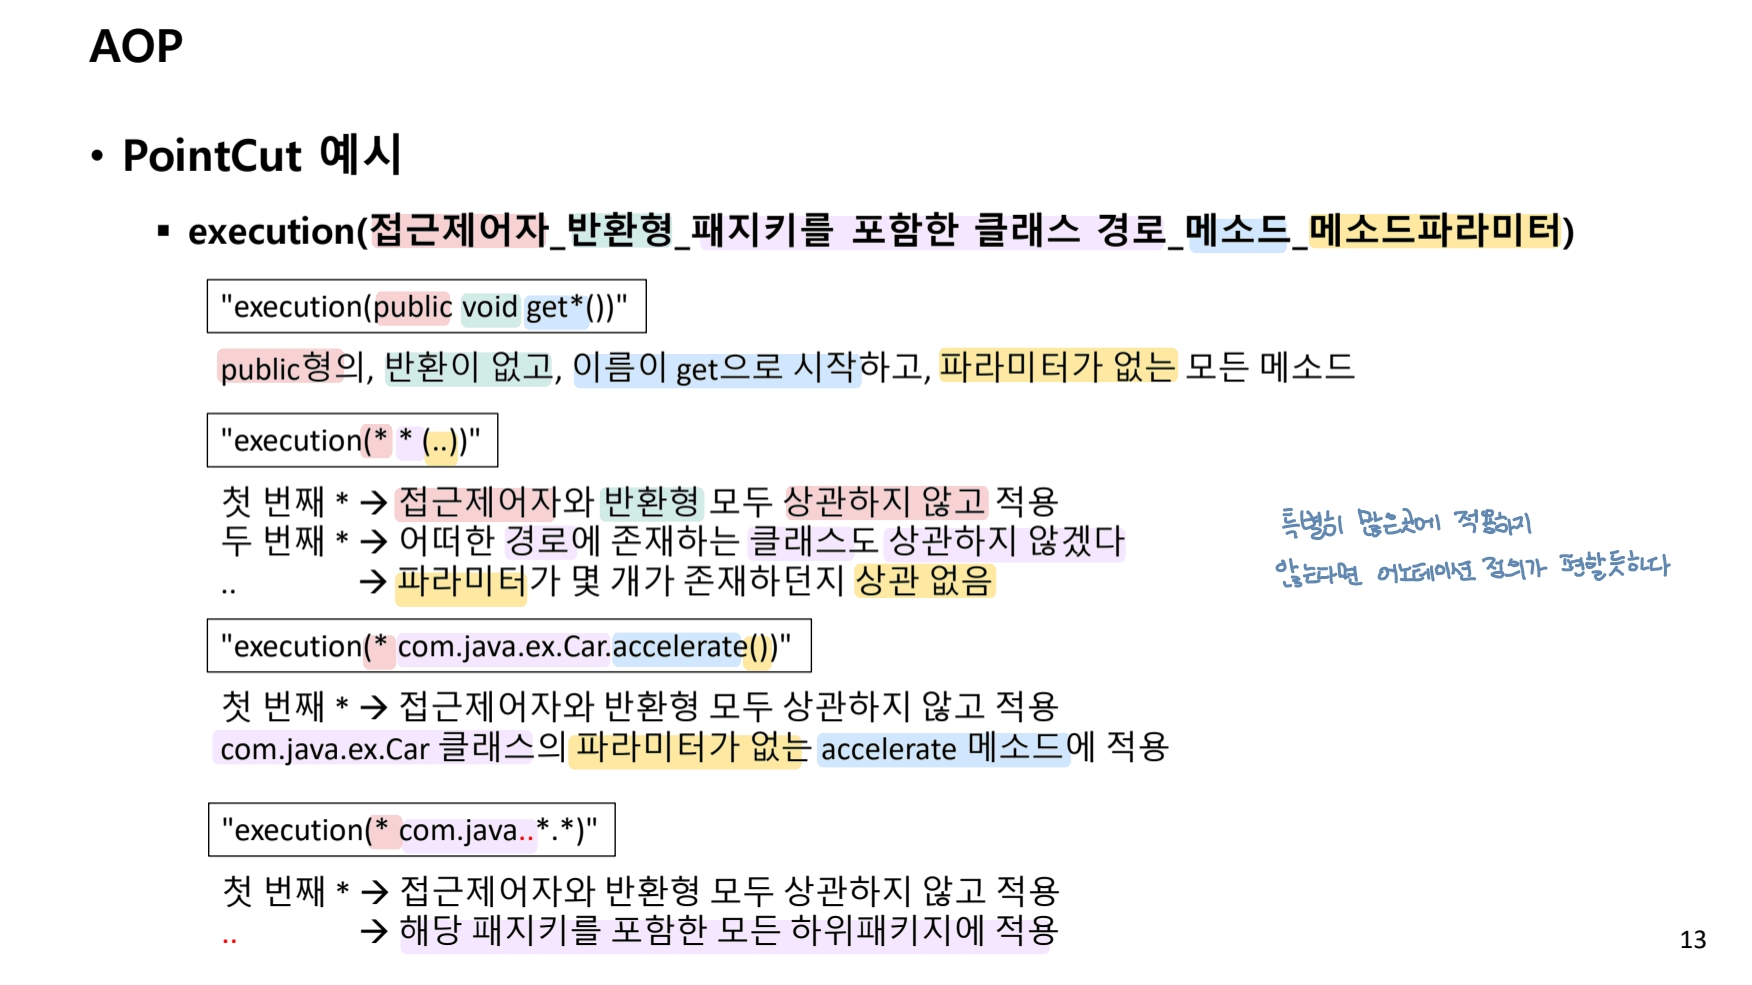 AOP
• PointCut 예시
▪ execution(접근제어자_반환형_패지키를 포함한 클래스 경로_메소드_메소드파라미터)
"execution(public void get*())"
public형의, 반환이 없고, 이름이 get으로 시작하고, 파라미터가 없는 모든 메소드
"execution(* * (..))"
첫 번째 * → 접근제어자와 반환형 모두 상관하지 않고 적용
두 번째 * → 어떠한 경로에 존재하는 클래스도 상관하지 않겠다
.. → 파라미터가 몇 개가 존재하던지 상관 없음
특별히 많은곳에 적용하지
않는다면 어노테이션 정의가 편할듯하다
"execution(* com.java.ex.Car.accelerate())"
첫 번째 * → 접근제어자와 반환형 모두 상관하지 않고 적용
com.java.ex.Car 클래스의 파라미터가 없는 accelerate 메소드에 적용
"execution(* com.java..*.*)"
첫 번째 * → 접근제어자와 반환형 모두 상관하지 않고 적용
.. → 해당 패지키를 포함한 모든 하위패키지에 적용
13